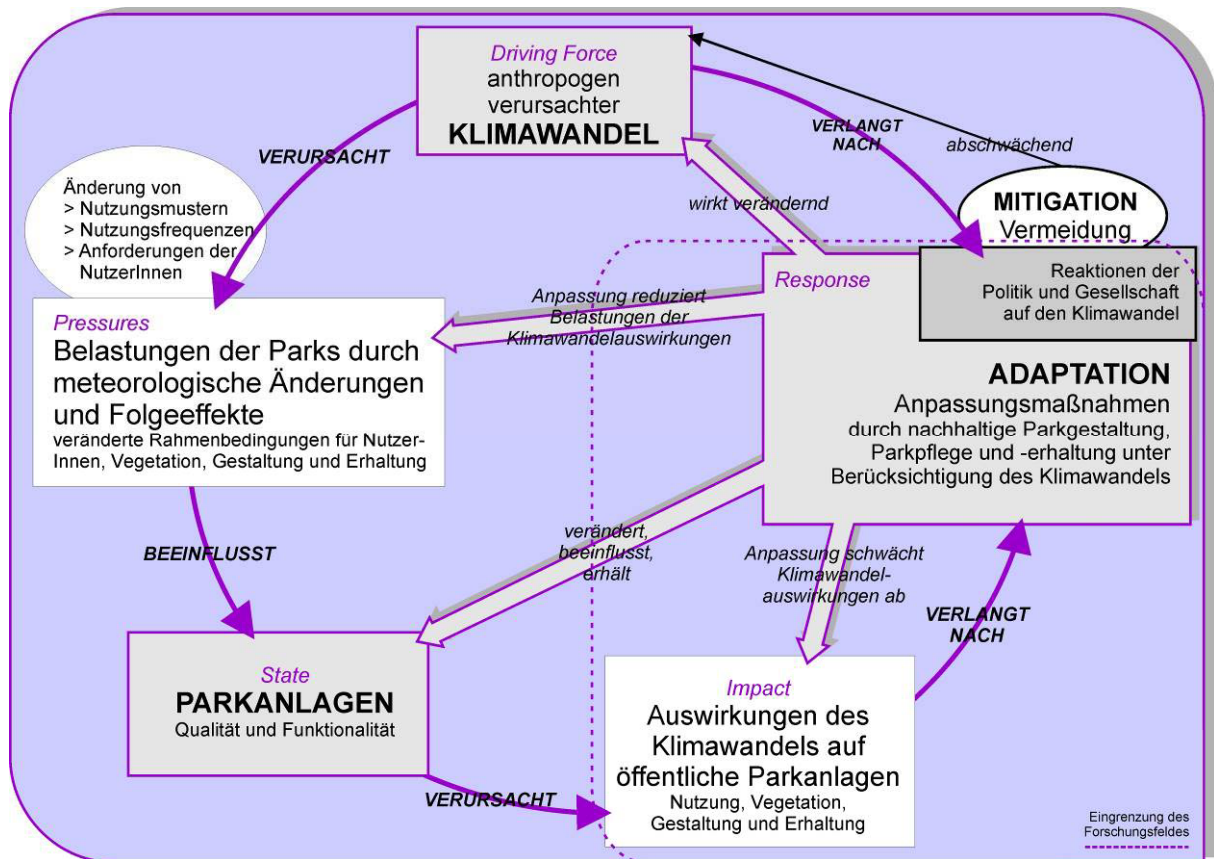 Driving Force
anthropogen
verursachter
KLIMAWANDEL
VERURSACHT
VERLANGT
NACH
abschwächend
wirkt verändernd
Änderung von
> Nutzungsmustern
> Nutzungsfrequenzen
> Anforderungen der
NutzerInnen
MITIGATION
Vermeidung
Reaktionen der
Politik und Gesellschaft
auf den Klimawandel
Response
Anpassung reduziert
Belastungen der
Klimawandelauswirkungen
Pressures
Belastungen der Parks durch
meteorologische Änderungen
und Folgeeffekte
veränderte Rahmenbedingungen für Nutzer-
Innen, Vegetation, Gestaltung und Erhaltung
ADAPTATION
Anpassungsmaßnahmen
durch nachhaltige Parkgestaltung,
Parkpflege und -erhaltung unter
Berücksichtigung des Klimawandels
BEEINFLUSST
verändert,
beeinflusst,
erhält
Anpassung schwächt
Klimawandel-
auswirkungen ab
VERLANGT
NACH
State
PARKANLAGEN
Qualität und Funktionalität
VERURSACHT
Impact
Auswirkungen des
Klimawandels auf
öffentliche Parkanlagen
Nutzung, Vegetation,
Gestaltung und Erhaltung
Eingrenzung des
Forschungsfeldes